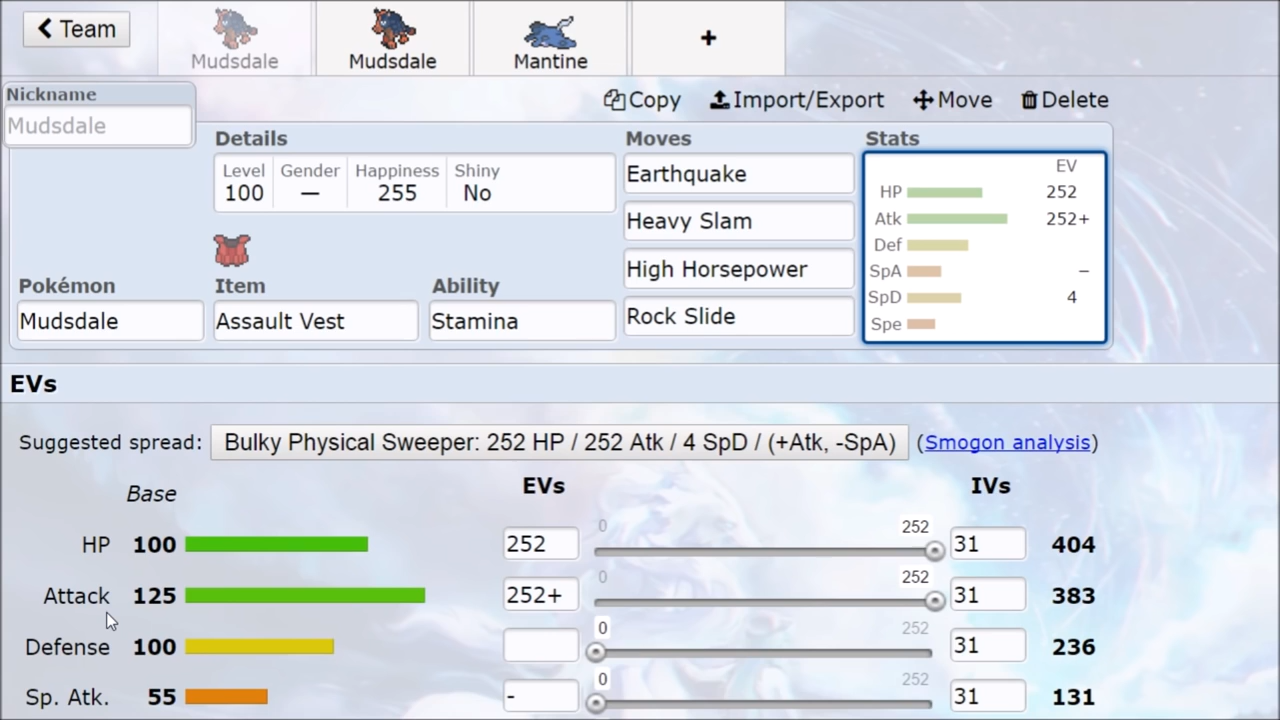 Team
Mudsdale
Mudsdale
Mantine
+
Nickname
Mudsdale
Copy
Import/Export
Move
Delete
Details
Level
100
Gender
—
Happiness
255
Shiny
No
Pokémon
Mudsdale
Item
Assault Vest
Ability
Stamina
Moves
Earthquake
Heavy Slam
High Horsepower
Rock Slide
Stats
EV
HP 252
Atk 252+
Def
SpA –
SpD 4
Spe
EVs
Suggested spread: Bulky Physical Sweeper: 252 HP / 252 Atk / 4 SpD / (+Atk, -SpA) (Smogon analysis)
Base EVs IVs
0 252
HP 100 252 31 404
0 252
Attack 125 252+ 31 383
0 252
Defense 100 31 236
0 252
Sp. Atk. 55 - 31 131